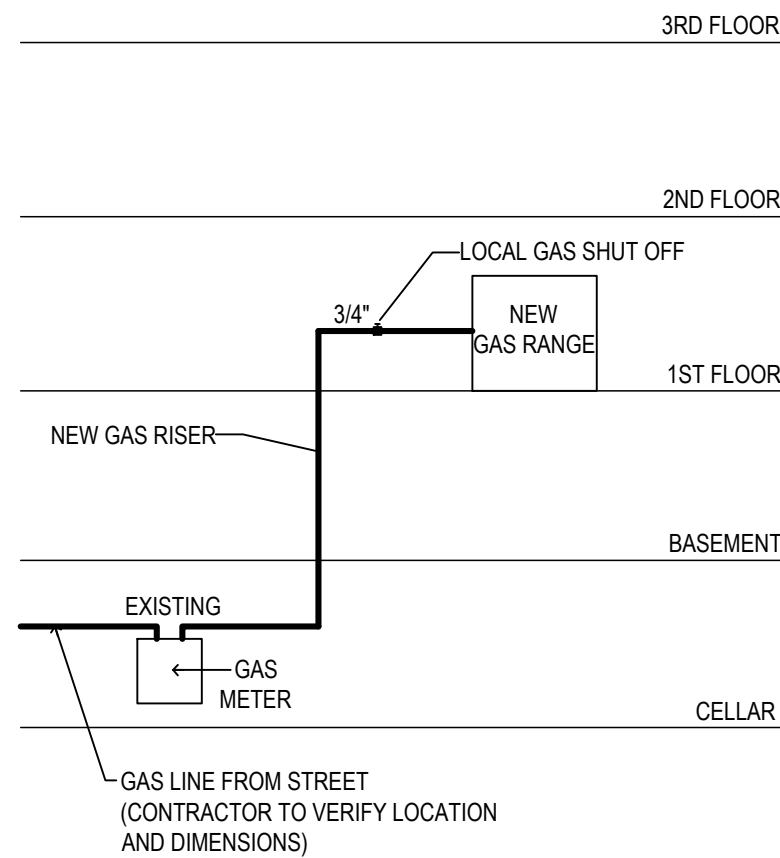 3RD FLOOR
2ND FLOOR
LOCAL GAS SHUT OFF
3/4"
NEW
GAS RANGE
1ST FLOOR
NEW GAS RISER
BASEMENT
EXISTING
GAS
METER
CELLAR
GAS LINE FROM STREET
(CONTRACTOR TO VERIFY LOCATION
AND DIMENSIONS)